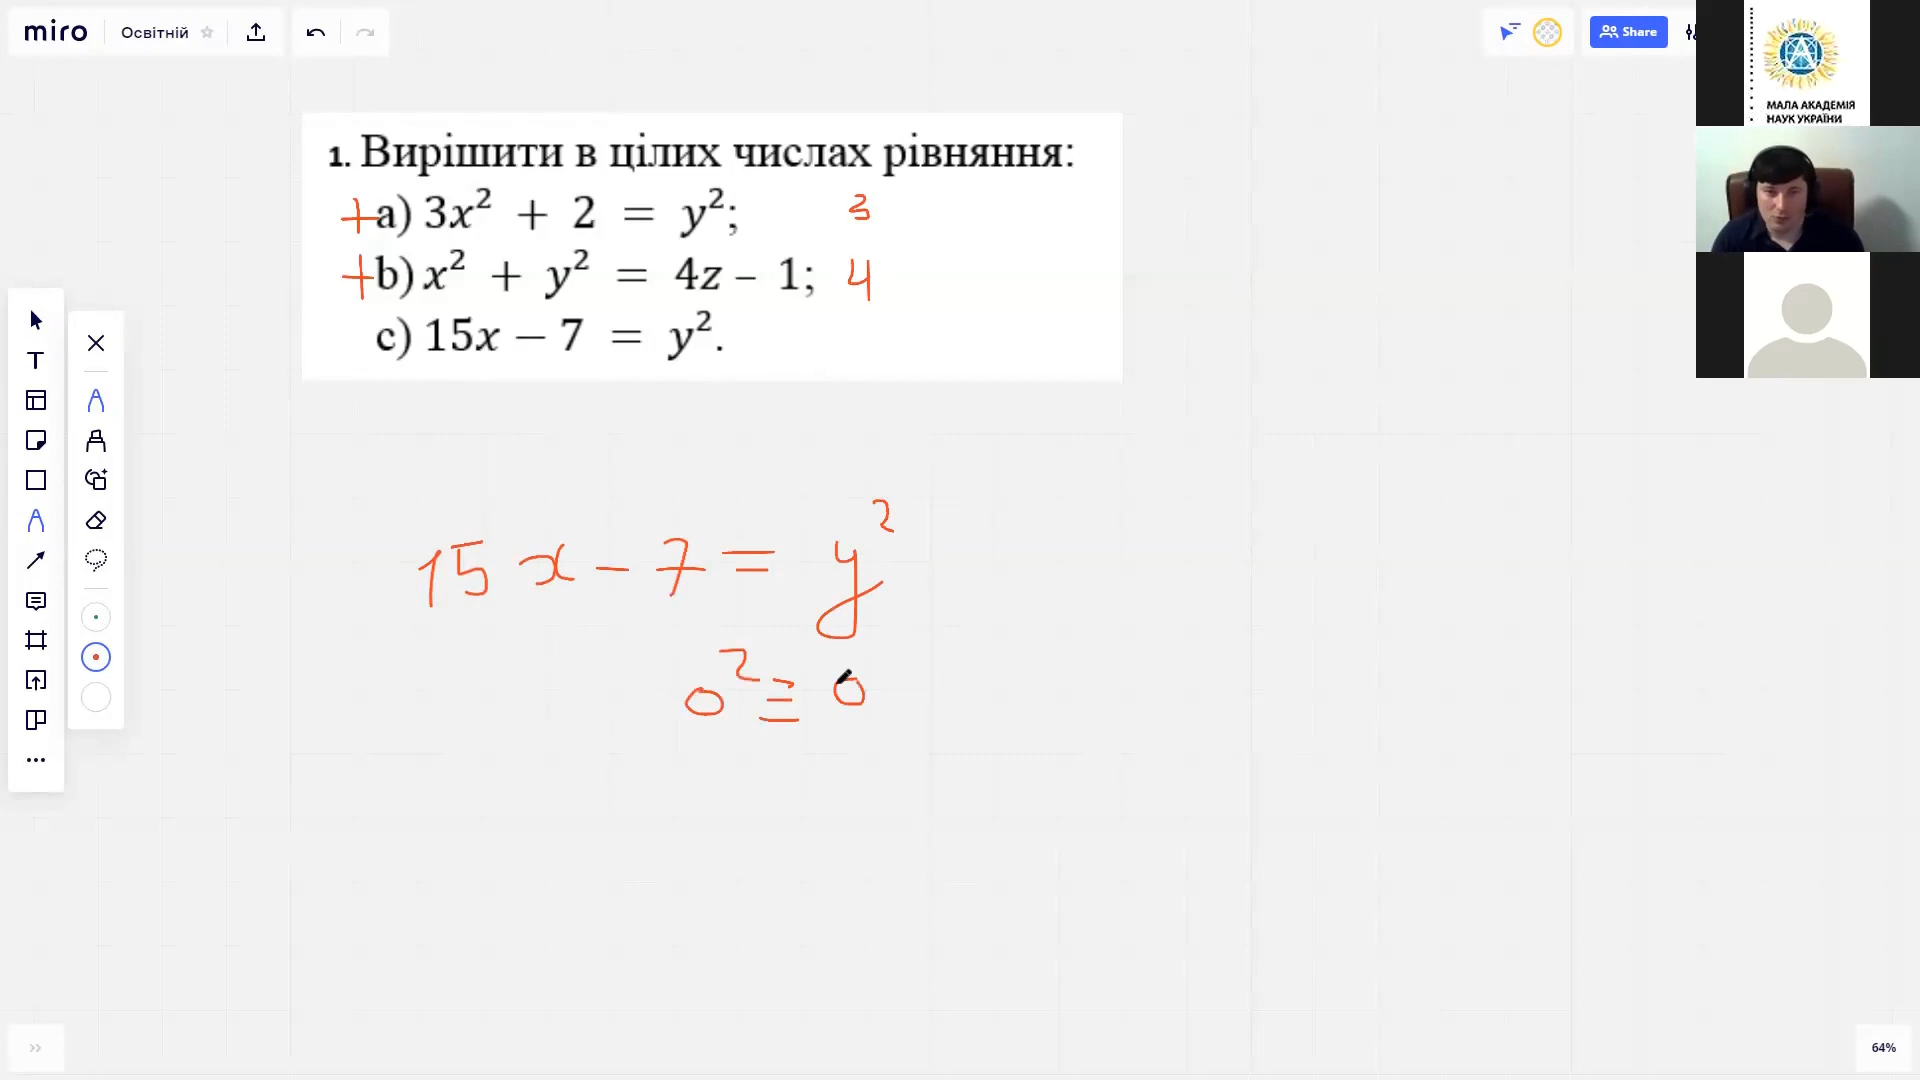 miro Освітній Share
МАЛА АКАДЕМІЯ
НАУК УКРАЇНИ
1. Вирішити в цілих числах рівняння:
+ a) 3x² + 2 = y²; 3
+ b) x² + y² = 4z – 1; 4
c) 15x – 7 = y².
15x – 7 = y²
0² ≡ 0
64%